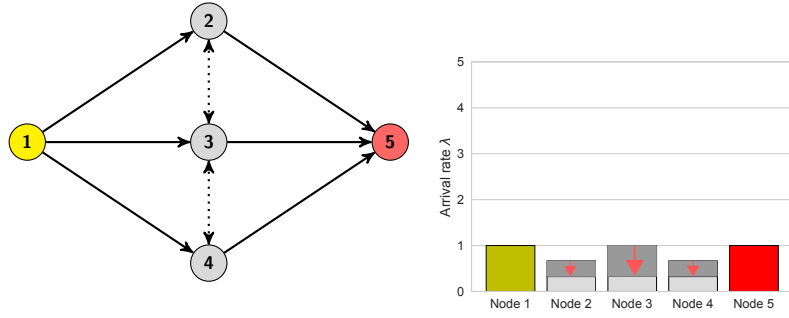 2
1
3
5
4
5
4
3
2
1
0
Arrival rate λ
Node 1
Node 2
Node 3
Node 4
Node 5